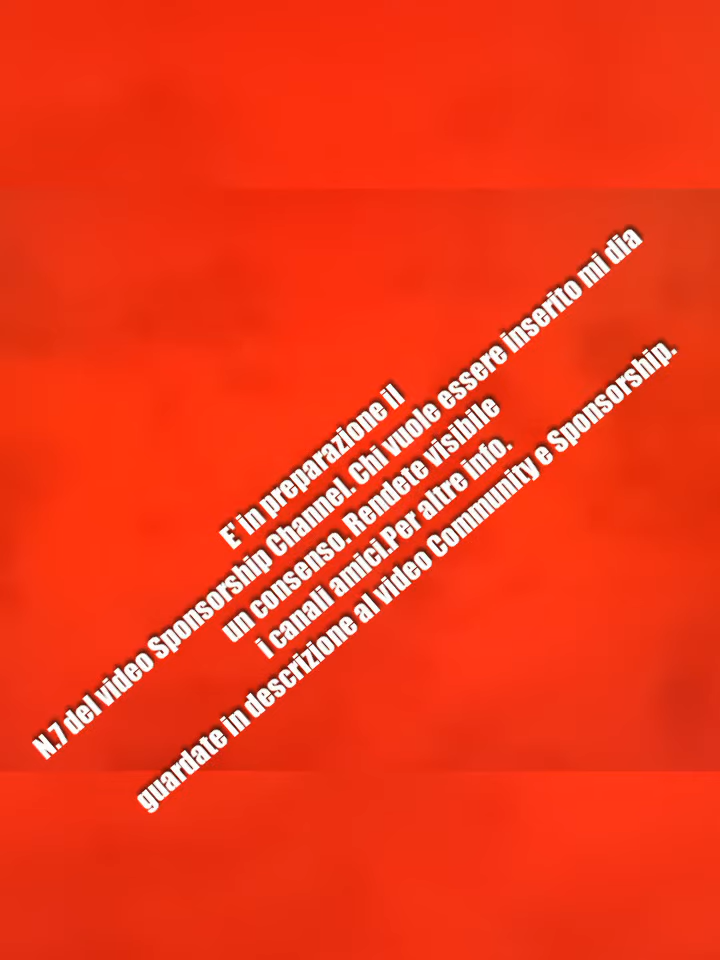 E' in preparazione il
N.7 del video Sponsorship Channel. Chi vuole essere inserito mi dia
un consenso. Rendete visibile
i canali amici.Per altre info.
guardate in descrizione al video Community e Sponsorship.